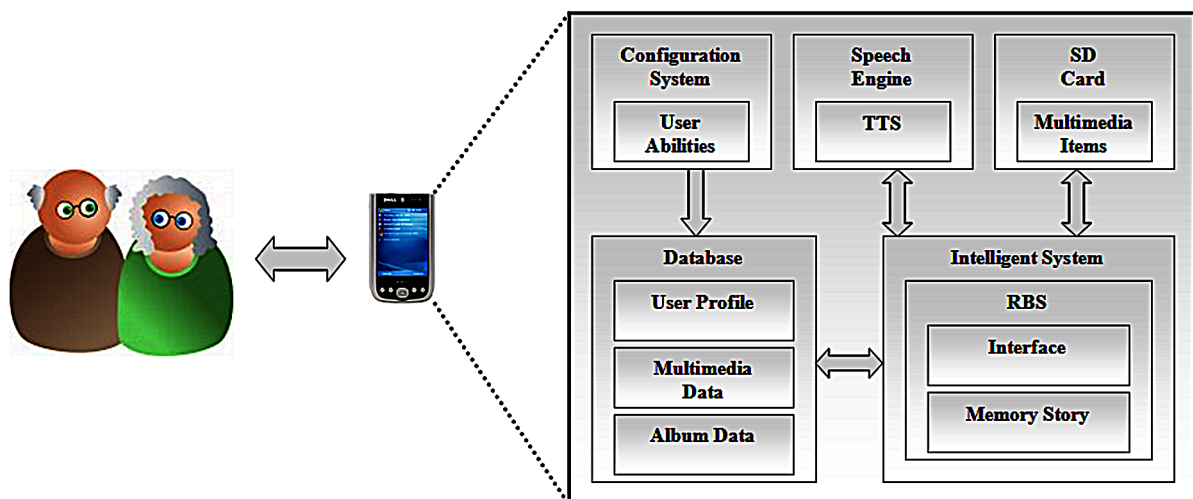 Configuration
System
User
Abilities
Speech
Engine
TTS
SD
Card
Multimedia
Items
DELL
Database
User Profile
Multimedia
Data
Album Data
Intelligent System
RBS
Interface
Memory Story